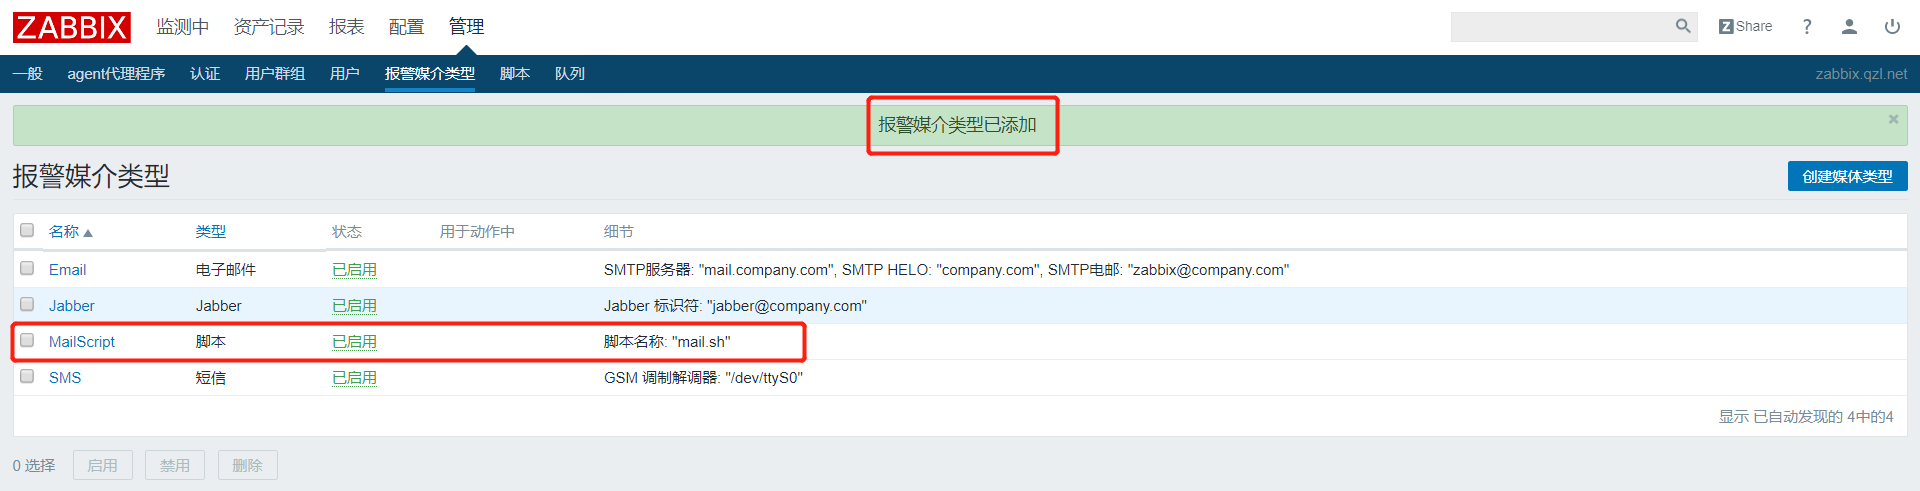 ZABBIX 监测中 资产记录 报表 配置 管理 Z Share ?
一般 agent代理程序 认证 用户群组 用户 报警媒介类型 脚本 队列 zabbix.qzl.net
报警媒介类型已添加
报警媒介类型 创建媒体类型
名称 类型 状态 用于动作中 细节
Email 电子邮件 已启用 SMTP服务器: "mail.company.com", SMTP HELO: "company.com", SMTP电邮: "zabbix@company.com"
Jabber Jabber 已启用 Jabber 标识符: "jabber@company.com"
MailScript 脚本 已启用 脚本名称: "mail.sh"
SMS 短信 已启用 GSM 调制解调器: "/dev/ttyS0"
显示 已自动发现的 4中的4
0 选择 启用 禁用 删除